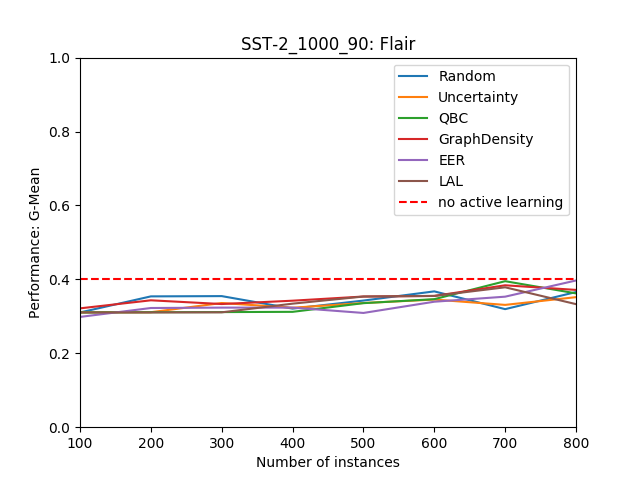 SST-2_1000_90: Flair
Performance: G-Mean
1.0
0.8
0.6
0.4
0.2
0.0
Random
Uncertainty
QBC
GraphDensity
EER
LAL
no active learning
100 200 300 400 500 600 700 800
Number of instances